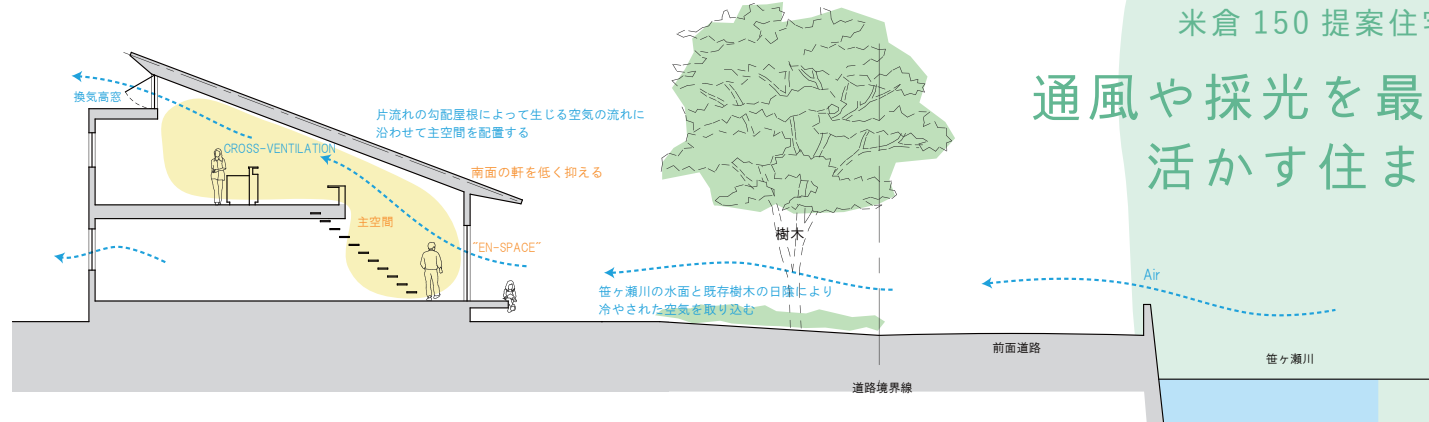 米倉 150 提案住宅
通風や採光を最
活かす住ま
換気高窓
片流れの勾配屋根によって生じる空気の流れに
沿わせて主空間を配置する
CROSS-VENTILATION
南面の軒を低く抑える
主空間
"EN-SPACE"
樹木
笹ヶ瀬川の水面と既存樹木の日陰により
冷やされた空気を取り込む
Air
前面道路
笹ヶ瀬川
道路境界線